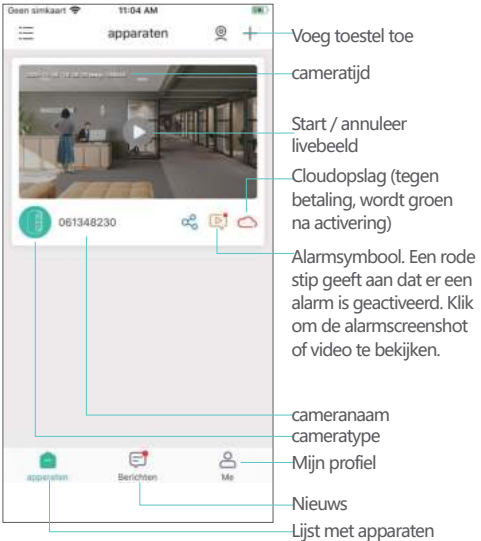 Geen simkaart 11:04 AM
apparaten
Voeg toestel toe
cameratijd
Start / annuleer
livebeeld
Cloudopslag (tegen
betaling, wordt groen
na activering)
061348230
Alarmsymbool. Een rode
stip geeft aan dat er een
alarm is geactiveerd. Klik
om de alarmscreenshot
of video te bekijken.
cameranaam
cameratype
Mijn profiel
apparaten Berichten Me
Nieuws
Lijst met apparaten